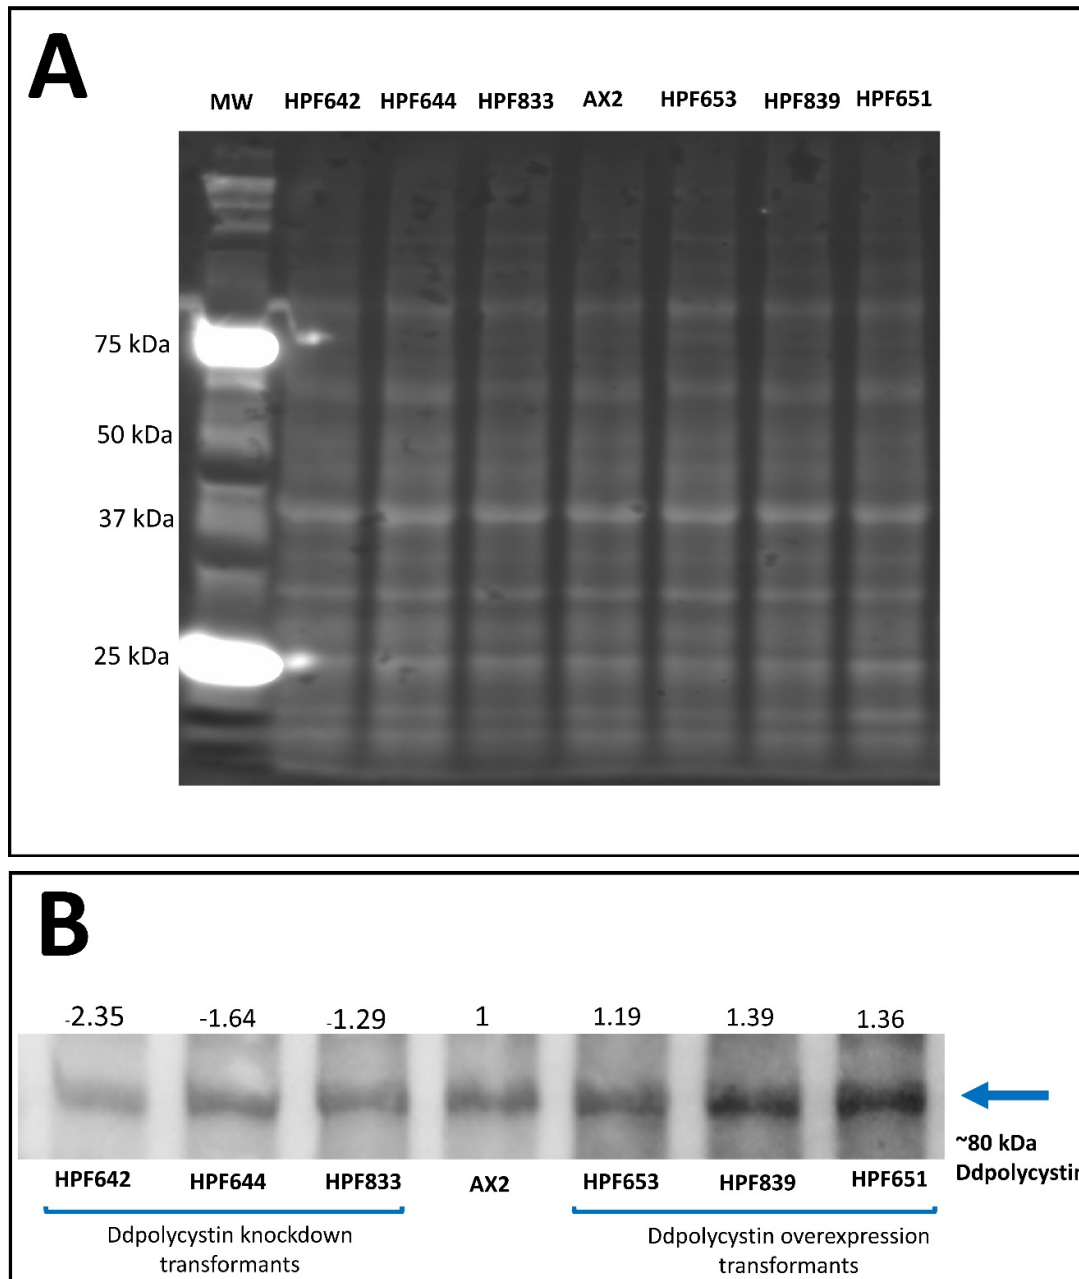 A
MW HPF642 HPF644 HPF833 AX2 HPF653 HPF839 HPF651
75 kDa
50 kDa
37 kDa
25 kDa
B
-2.35 -1.64 -1.29 1 1.19 1.39 1.36
~80 kDa
Ddpolycystin
HPF642 HPF644 HPF833 AX2 HPF653 HPF839 HPF651
Ddpolycystin knockdown
transformants
Ddpolycystin overexpression
transformants